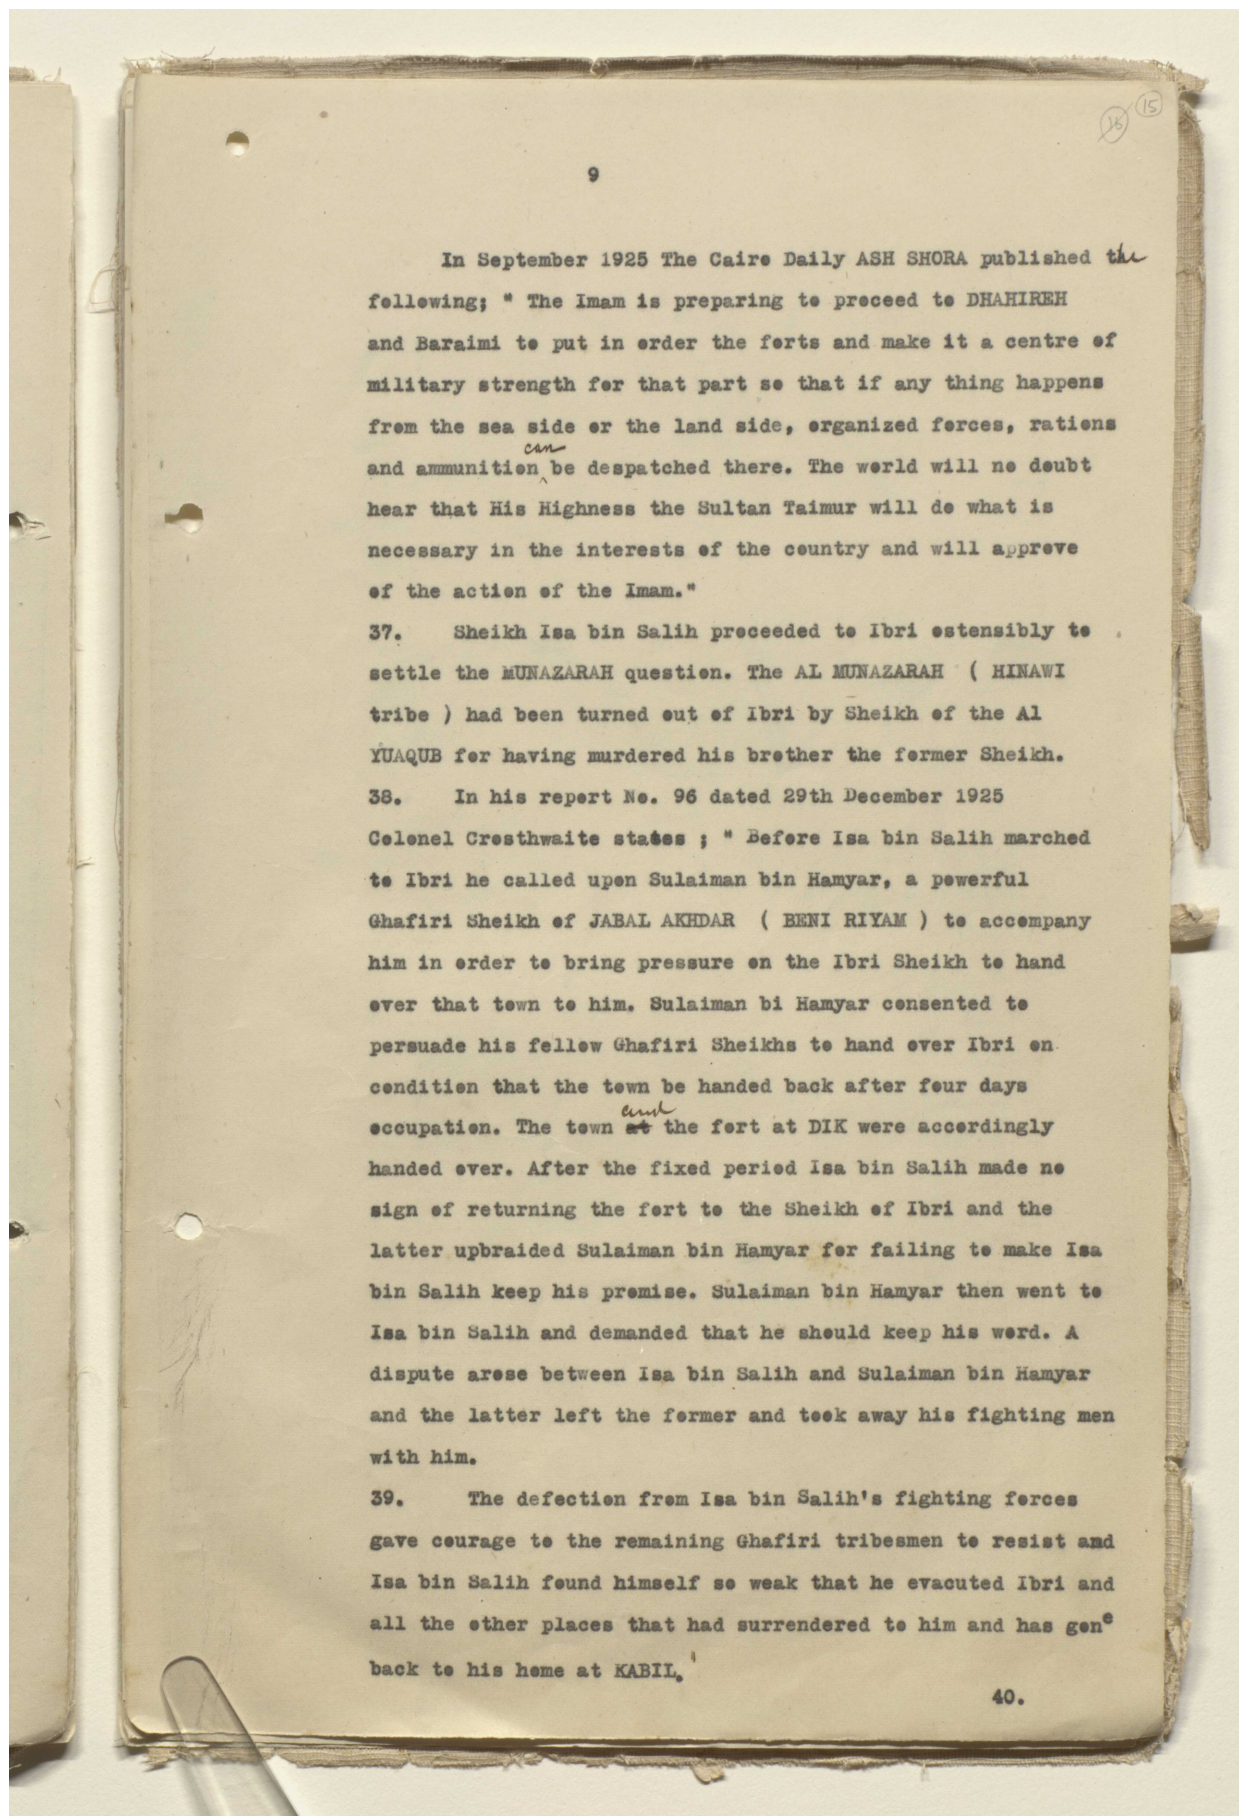 15
9
In September 1925 The Cairo Daily ASH SHORA published the
following; " The Imam is preparing to proceed to DHAHIREH
and Baraimi to put in order the forts and make it a centre of
military strength for that part so that if any thing happens
from the sea side or the land side, organized forces, rations
and ammunition can be despatched there. The world will no doubt
hear that His Highness the Sultan Taimur will do what is
necessary in the interests of the country and will approve
of the action of the Imam."
37. Sheikh Isa bin Salih proceeded to Ibri ostensibly to
settle the MUNAZARAH question. The AL MUNAZARAH ( HINAWI
tribe ) had been turned out of Ibri by Sheikh of the Al
YUAQUB for having murdered his brother the former Sheikh.
38. In his report No. 96 dated 29th December 1925
Colonel Crosthwaite states ; " Before Isa bin Salih marched
to Ibri he called upon Sulaiman bin Hamyar, a powerful
Ghafiri Sheikh of JABAL AKHDAR ( BENI RIYAM ) to accompany
him in order to bring pressure on the Ibri Sheikh to hand
over that town to him. Sulaiman bi Hamyar consented to
persuade his fellow Ghafiri Sheikhs to hand over Ibri on
condition that the town be handed back after four days
occupation. The town at and the fort at DIK were accordingly
handed over. After the fixed period Isa bin Salih made no
sign of returning the fort to the Sheikh of Ibri and the
latter upbraided Sulaiman bin Hamyar for failing to make Isa
bin Salih keep his promise. Sulaiman bin Hamyar then went to
Isa bin Salih and demanded that he should keep his word. A
dispute arose between Isa bin Salih and Sulaiman bin Hamyar
and the latter left the former and took away his fighting men
with him.
39. The defection from Isa bin Salih's fighting forces
gave courage to the remaining Ghafiri tribesmen to resist and
Isa bin Salih found himself so weak that he evacuted Ibri and
all the other places that had surrendered to him and has gone
back to his home at KABIL.'
40.